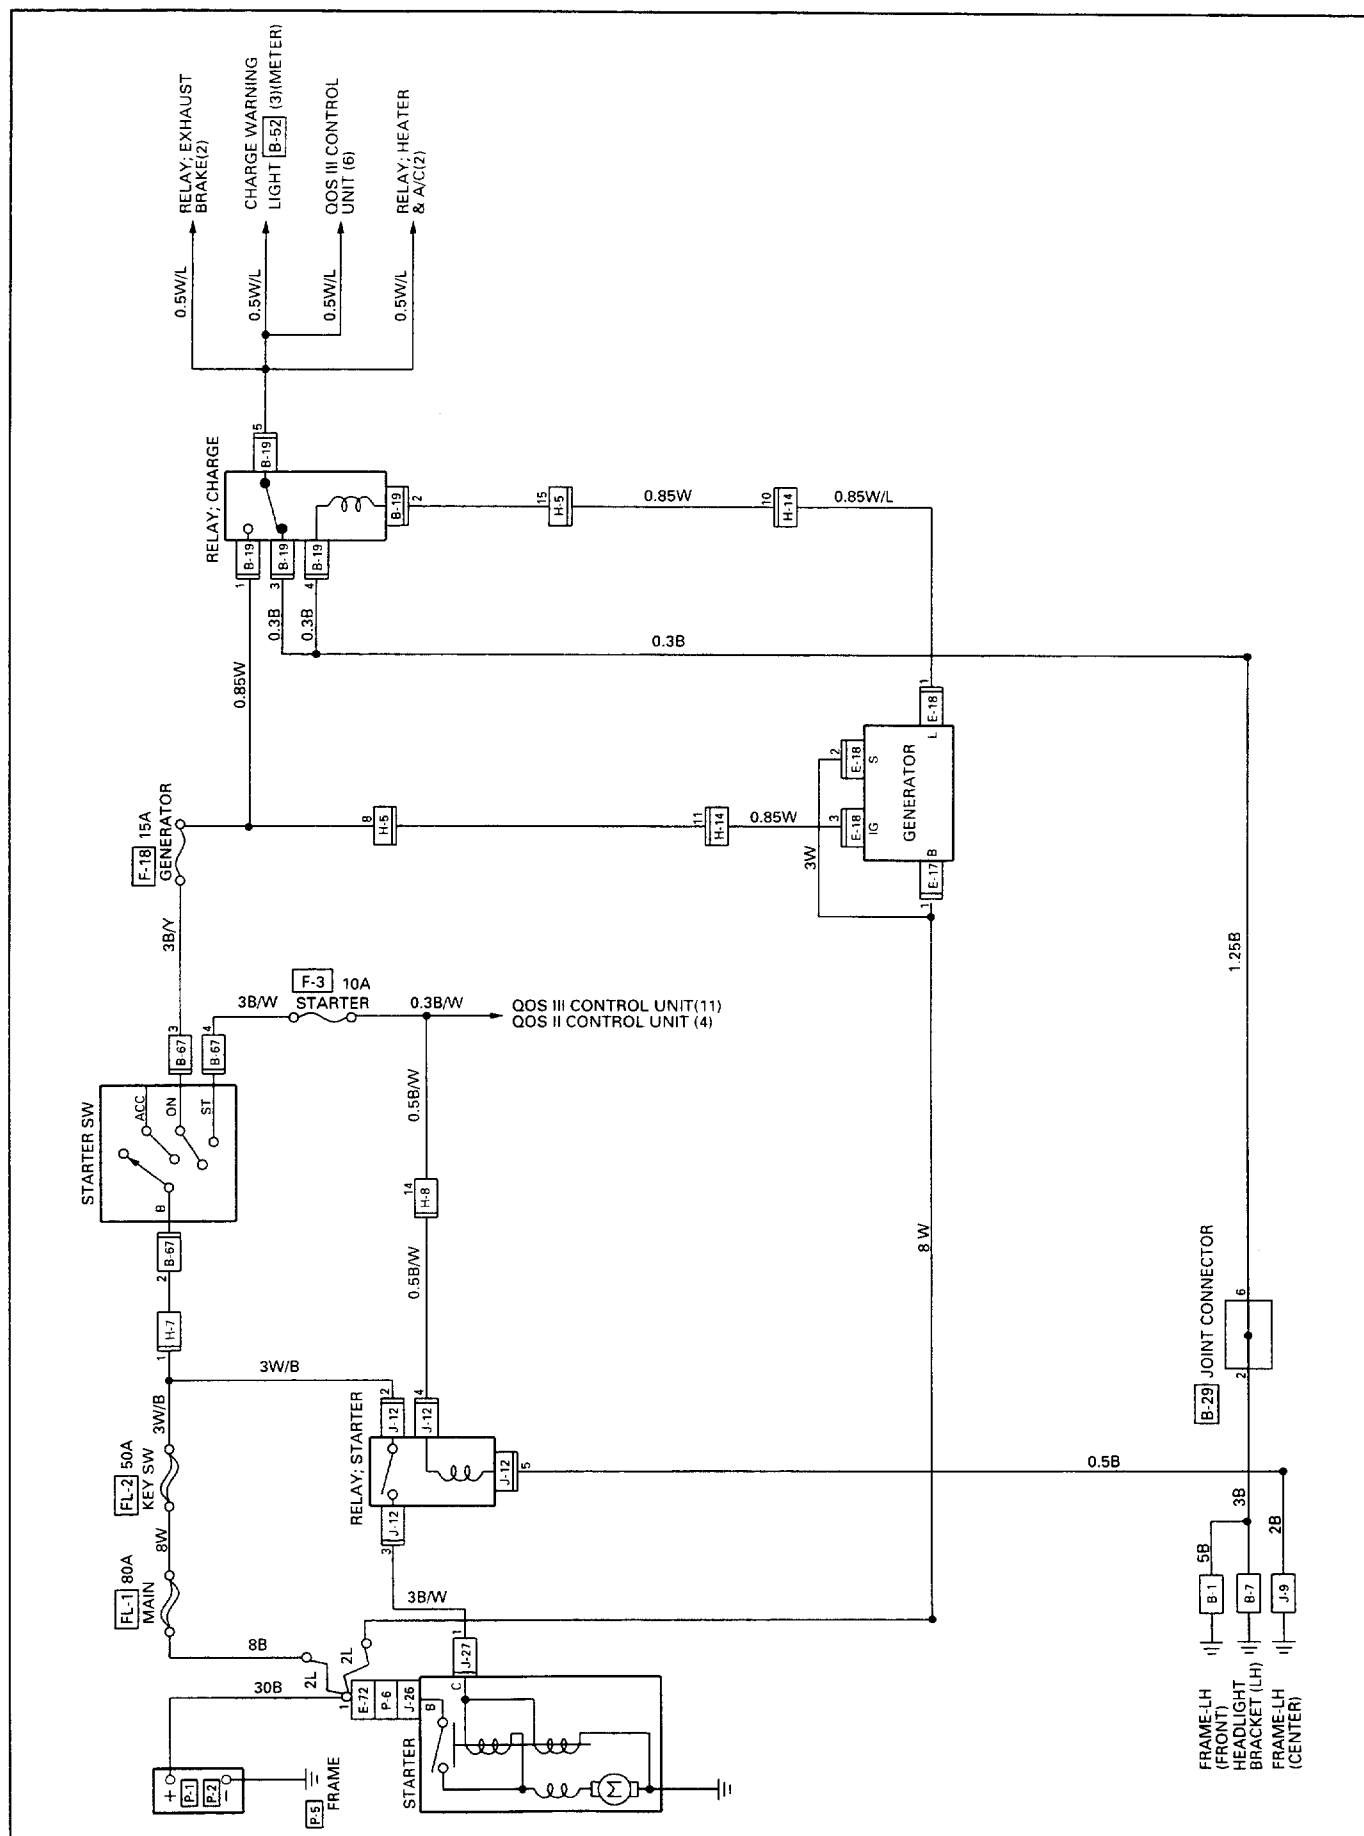 RELAY; EXHAUST
BRAKE(2)
CHARGE WARNING
LIGHT B-52 (3)(METER)
QOS III CONTROL
UNIT (6)
RELAY; HEATER
& A/C(2)
0.5W/L
0.5W/L
0.5W/L
0.5W/L
RELAY; CHARGE
5
B-19
B-19
2
B-19
B-19
B-19
1
3
4
0.3B
0.3B
0.85W
15
H-5
0.85W
10
H-14
0.85W/L
0.3B
F-18 15A
GENERATOR
8
H-5
11
H-14
0.85W
3W
1
E-18
2
E-18
3
E-18
L
S
IG
B
GENERATOR
E-17
1
3B/Y
F-3 10A
STARTER
3B/W
0.3B/W
QOS III CONTROL UNIT(11)
QOS II CONTROL UNIT (4)
1.25B
3
4
B-67
B-67
STARTER SW
ACC
ON
ST
B
B-67
2
H-7
1
0.5B/W
14
H-8
0.5B/W
8 W
3W/B
3W/B
B-29 JOINT CONNECTOR
6
2
FL-2 50A
KEY SW
8W
FL-1 80A
MAIN
RELAY; STARTER
2
J-12
4
J-12
J-12
5
J-12
3
0.5B
3B/W
3B
5B
2B
B-1
B-7
J-9
8B
2L
2L
30B
1
E-72
P-6
J-26
1
J-27
B
C
STARTER
M
+
P-1
P-2
−
P-5 FRAME
FRAME-LH
(FRONT)
HEADLIGHT
BRACKET (LH)
FRAME-LH
(CENTER)